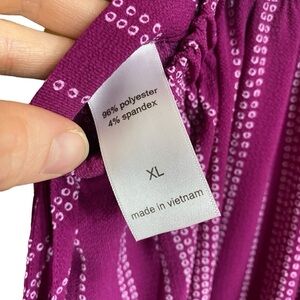 96% polyester
4% spandex
XL
made in vietnam